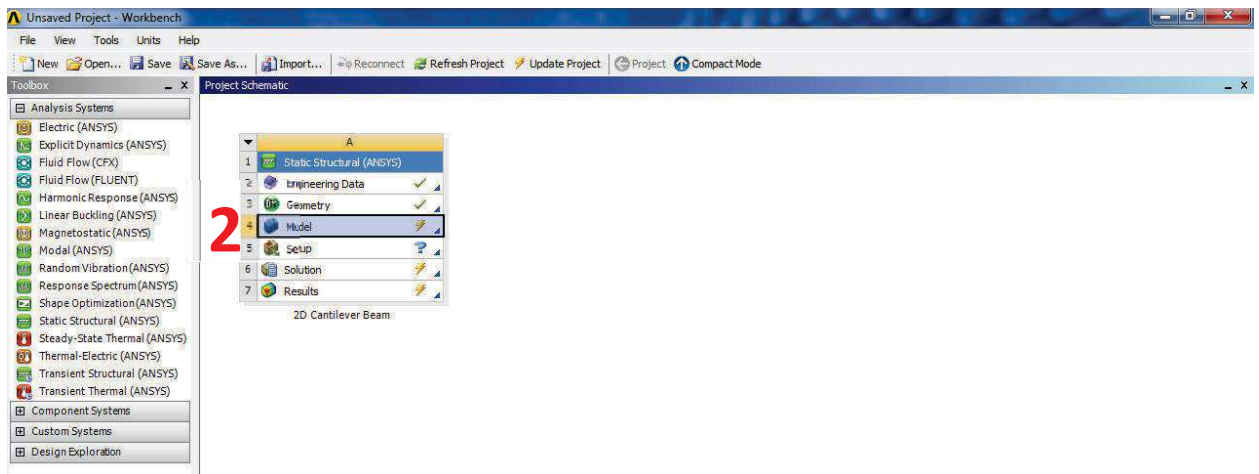 Unsaved Project - Workbench
File View Tools Units Help
New Open... Save Save As... Import... Reconnect Refresh Project Update Project Project Compact Mode
Toolbox
Project Schematic
Analysis Systems
Electric (ANSYS)
Explicit Dynamics (ANSYS)
Fluid Flow (CFX)
Fluid Flow (FLUENT)
Harmonic Response (ANSYS)
Linear Buckling (ANSYS)
Magnetostatic (ANSYS)
Modal (ANSYS)
Random Vibration (ANSYS)
Response Spectrum (ANSYS)
Shape Optimization (ANSYS)
Static Structural (ANSYS)
Steady-State Thermal (ANSYS)
Thermal-Electric (ANSYS)
Transient Structural (ANSYS)
Transient Thermal (ANSYS)
Component Systems
Custom Systems
Design Exploration
A
1 Static Structural (ANSYS)
2 Engineering Data
3 DM Geometry
4 Model
5 Setup ?
6 Solution
7 Results
2D Cantilever Beam
2